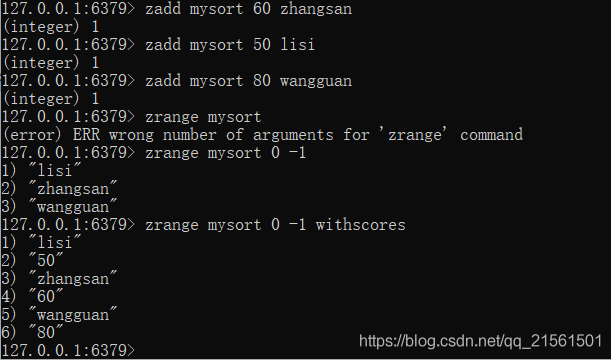 127.0.0.1:6379> zadd mysort 60 zhangsan
(integer) 1
127.0.0.1:6379> zadd mysort 50 lisi
(integer) 1
127.0.0.1:6379> zadd mysort 80 wangguan
(integer) 1
127.0.0.1:6379> zrange mysort
(error) ERR wrong number of arguments for 'zrange' command
127.0.0.1:6379> zrange mysort 0 -1
1) "lisi"
2) "zhangsan"
3) "wangguan"
127.0.0.1:6379> zrange mysort 0 -1 withscores
1) "lisi"
2) "50"
3) "zhangsan"
4) "60"
5) "wangguan"
6) "80"
127.0.0.1:6379>
https://blog.csdn.net/qq_21561501